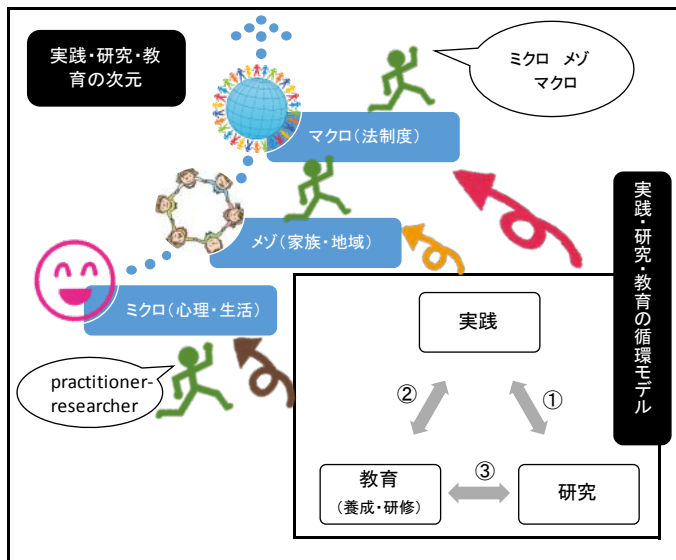 実践・研究・教
育の次元
ミクロ メゾ
マクロ
マクロ(法制度)
メゾ(家族・地域)
ミクロ(心理・生活)
practitioner-
researcher
実践・研究・教育の循環モデル
実践
②
①
教育
(養成・研修)
③
研究